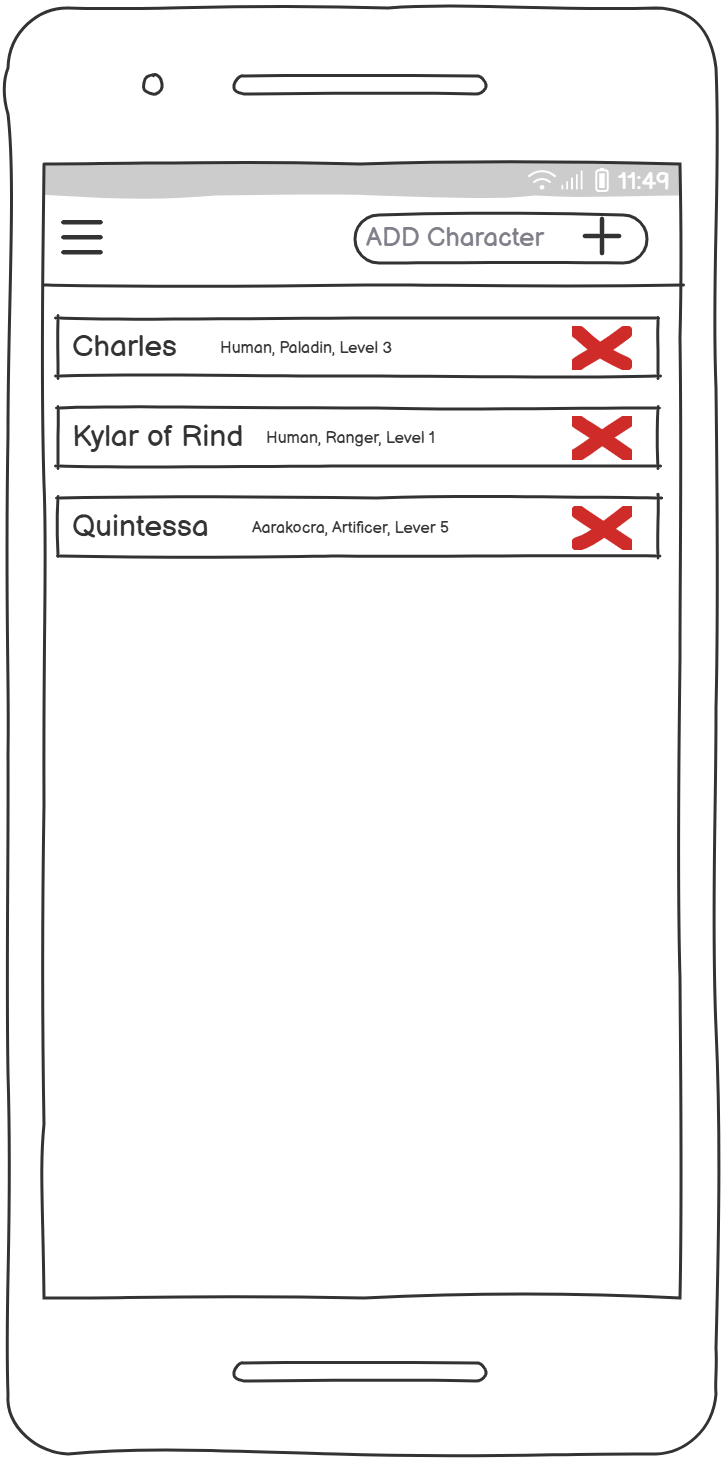 11:49
ADD Character
Charles Human, Paladin, Level 3
Kylar of Rind Human, Ranger, Level 1
Quintessa Aarakocra, Artificer, Lever 5